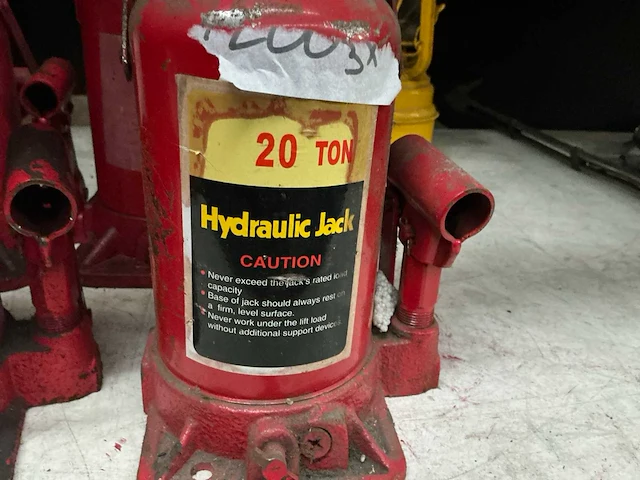 20 TON
Hydraulic Jack
CAUTION
• Never exceed the jack's rated load
capacity
• Base of jack should always rest on
a firm, level surface.
• Never work under the lift load
without additional support devices